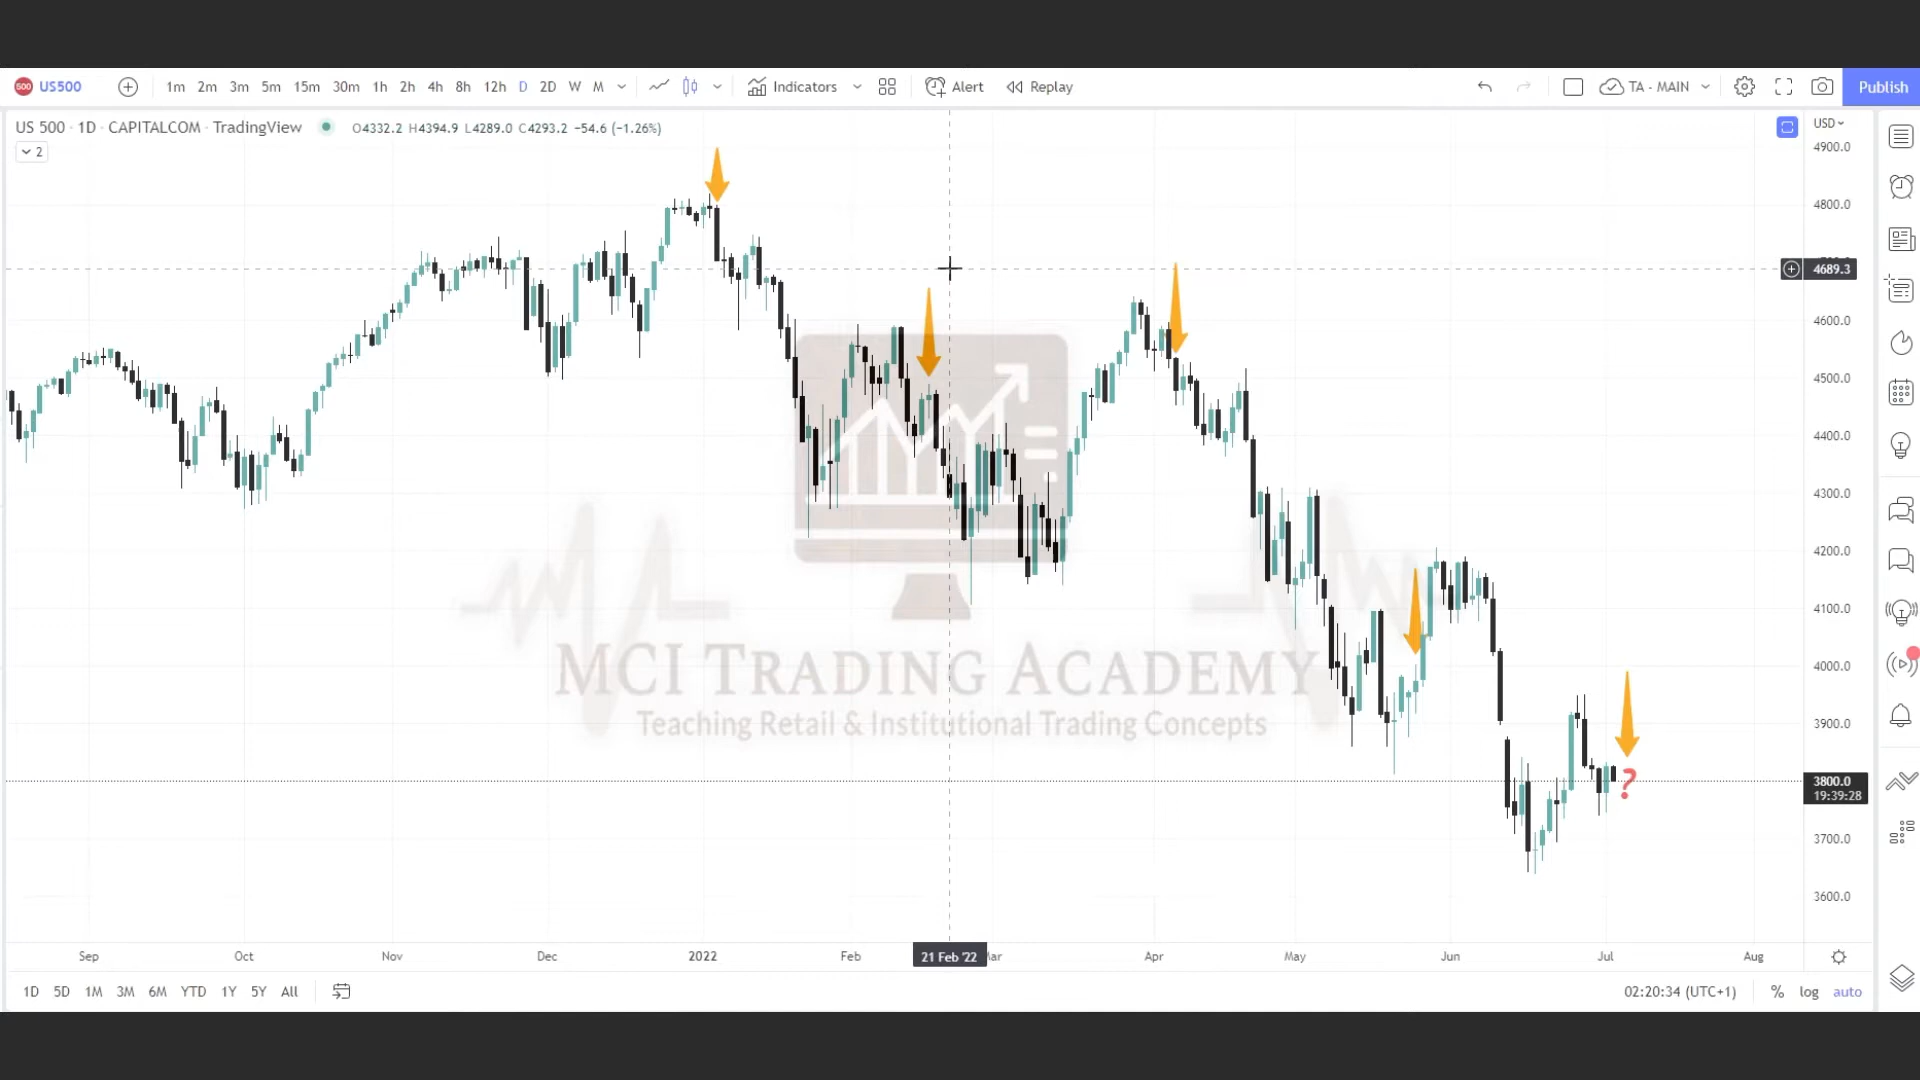 500 US500 1m 2m 3m 5m 15m 30m 1h 2h 4h 8h 12h D 2D W M Indicators Alert Replay TA - MAIN Publish
US 500 · 1D · CAPITALCOM · TradingView O4332.2 H4394.9 L4289.0 C4293.2 −54.6 (−1.26%) USD
2
4900.0
4800.0
4689.3
4600.0
4500.0
4400.0
4300.0
4200.0
4100.0
MCI TRADING ACADEMY
4000.0
Teaching Retail & Institutional Trading Concepts
3900.0
?
3800.0
19:39:28
3700.0
3600.0
Sep Oct Nov Dec 2022 Feb 21 Feb '22 Mar Apr May Jun Jul Aug
1D 5D 1M 3M 6M YTD 1Y 5Y All 02:20:34 (UTC+1) % log auto